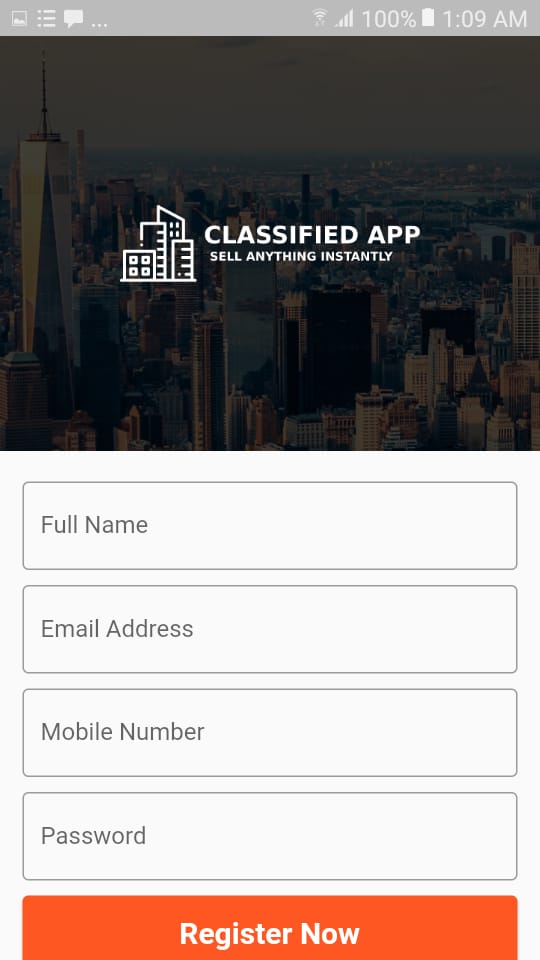 ... 100% 1:09 AM
CLASSIFIED APP
SELL ANYTHING INSTANTLY
Full Name
Email Address
Mobile Number
Password
Register Now